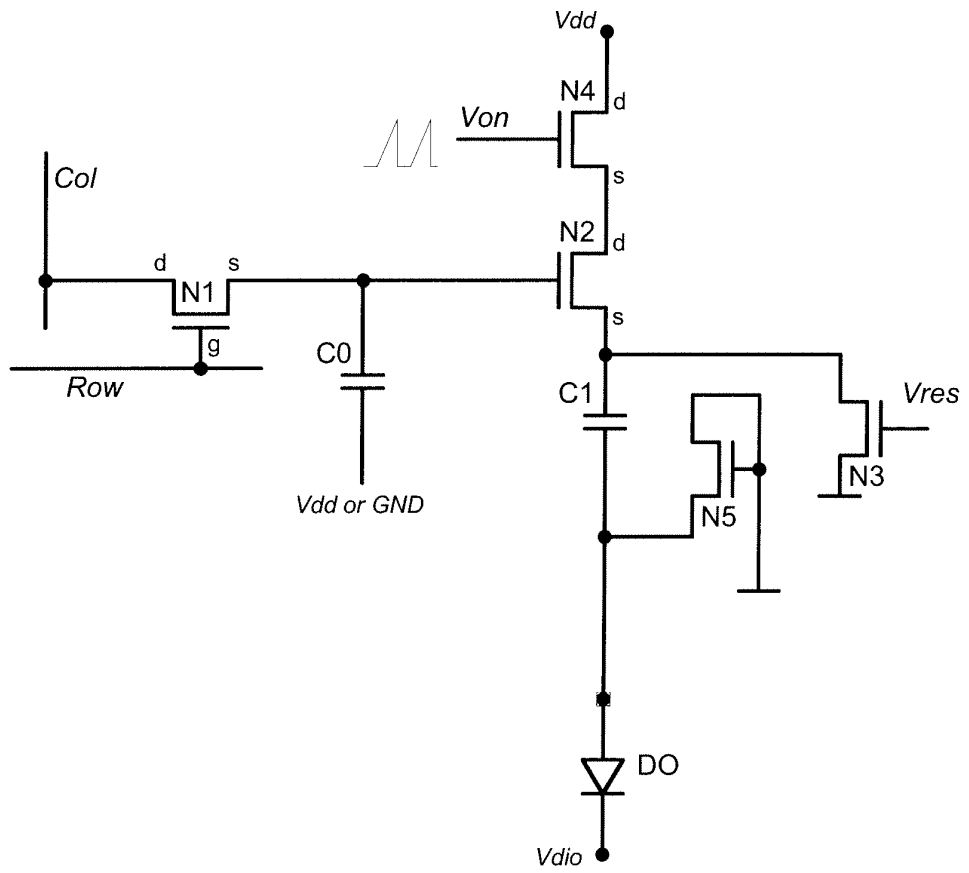 Vdd
N4
d
Von
s
Col
N2
d
d
s
N1
s
g
C0
Row
C1
Vres
N3
Vdd or GND
N5
DO
Vdio